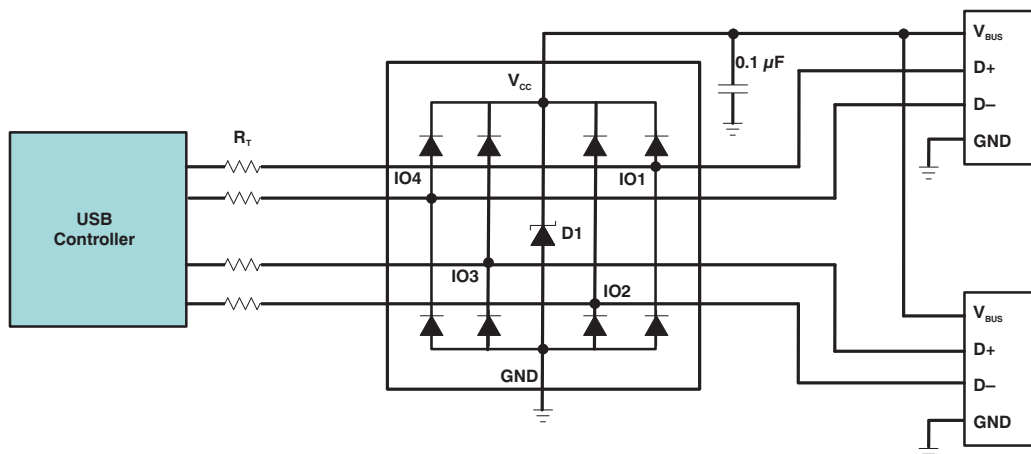 V_BUS
0.1 µF
D+
V_CC
D–
R_T
GND
IO4
IO1
USB
Controller
D1
IO3
IO2
V_BUS
D+
GND
D–
GND